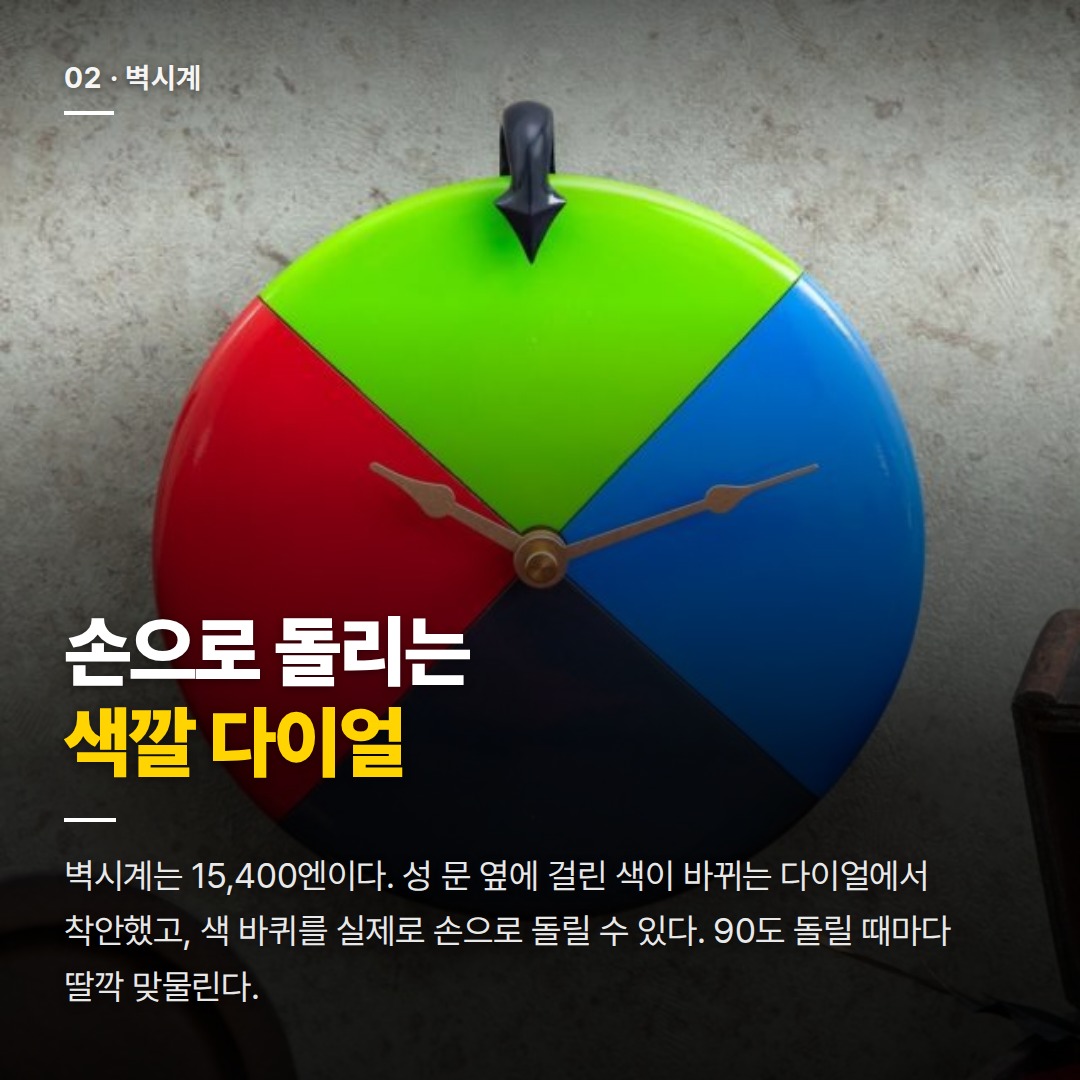 02 · 벽시계
손으로 돌리는
색깔 다이얼
벽시계는 15,400엔이다. 성 문 옆에 걸린 색이 바뀌는 다이얼에서
착안했고, 색 바퀴를 실제로 손으로 돌릴 수 있다. 90도 돌릴 때마다
딸깍 맞물린다.